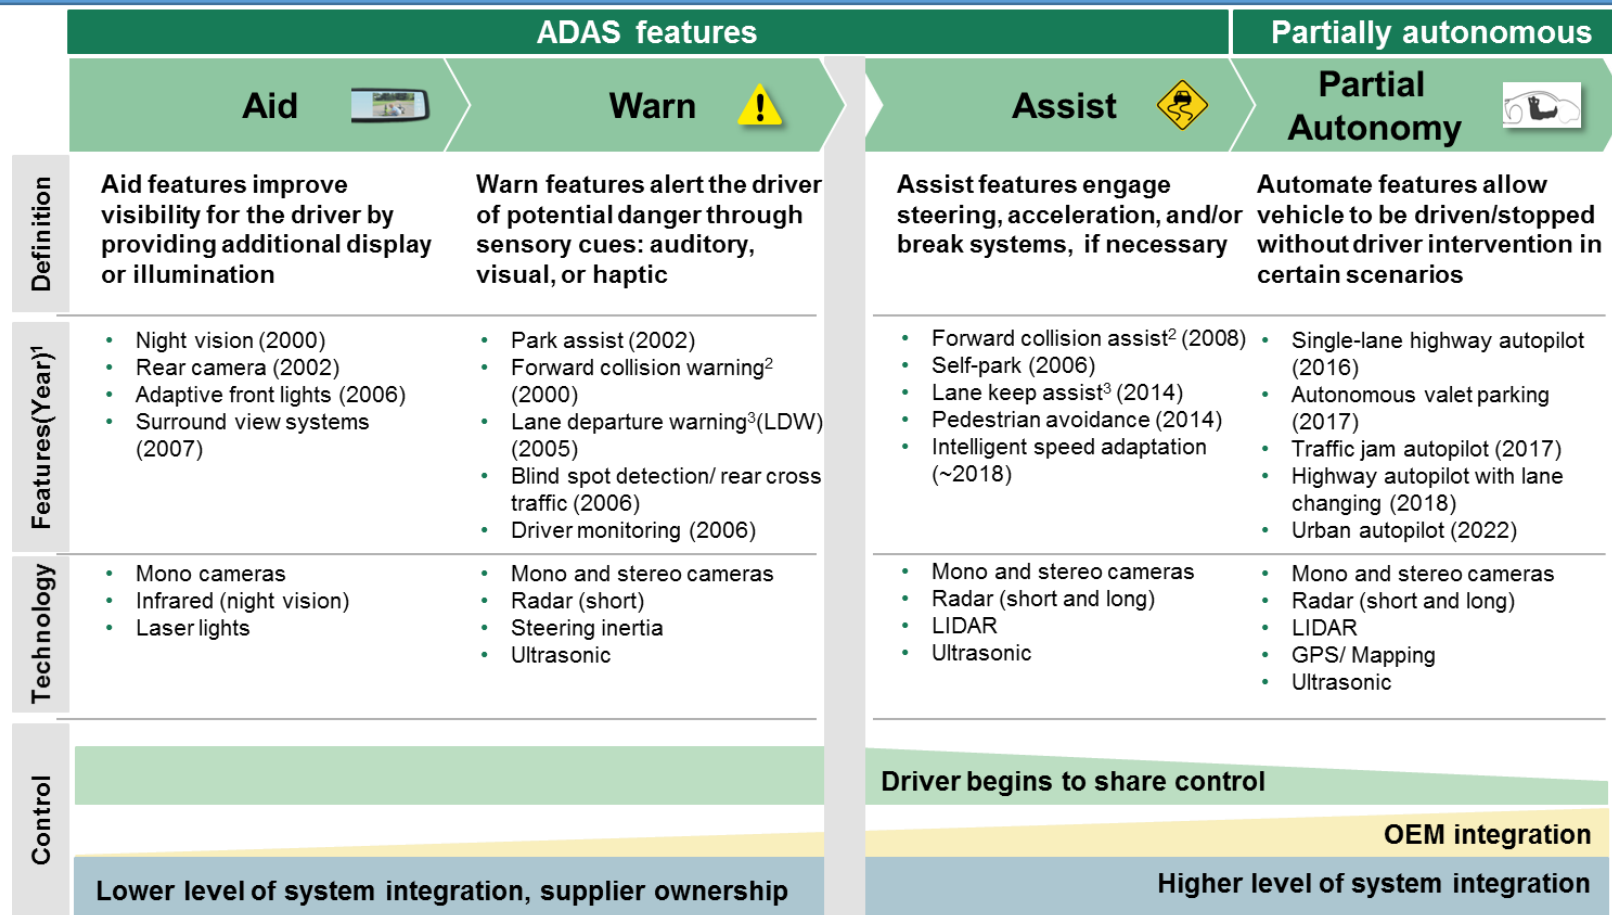 ADAS features
Partially autonomous
Aid
Warn
Assist
Partial
Autonomy
Definition
Aid features improve
visibility for the driver by
providing additional display
or illumination
Warn features alert the driver
of potential danger through
sensory cues: auditory,
visual, or haptic
Assist features engage
steering, acceleration, and/or
break systems, if necessary
Automate features allow
vehicle to be driven/stopped
without driver intervention in
certain scenarios
Features(Year)¹
• Night vision (2000)
• Rear camera (2002)
• Adaptive front lights (2006)
• Surround view systems
(2007)
• Park assist (2002)
• Forward collision warning²
(2000)
• Lane departure warning³(LDW)
(2005)
• Blind spot detection/ rear cross
traffic (2006)
• Driver monitoring (2006)
• Forward collision assist² (2008)
• Self-park (2006)
• Lane keep assist³ (2014)
• Pedestrian avoidance (2014)
• Intelligent speed adaptation
(~2018)
• Single-lane highway autopilot
(2016)
• Autonomous valet parking
(2017)
• Traffic jam autopilot (2017)
• Highway autopilot with lane
changing (2018)
• Urban autopilot (2022)
Technology
• Mono cameras
• Infrared (night vision)
• Laser lights
• Mono and stereo cameras
• Radar (short)
• Steering inertia
• Ultrasonic
• Mono and stereo cameras
• Radar (short and long)
• LIDAR
• Ultrasonic
• Mono and stereo cameras
• Radar (short and long)
• LIDAR
• GPS/ Mapping
• Ultrasonic
Control
Driver begins to share control
OEM integration
Lower level of system integration, supplier ownership
Higher level of system integration